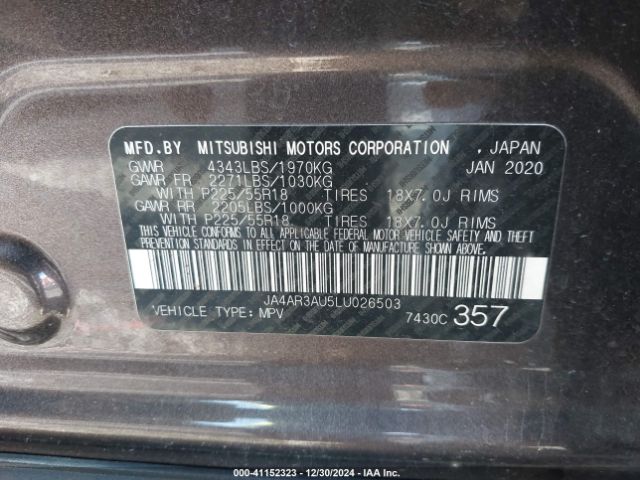 MFD.BY MITSUBISHI MOTORS CORPORATION , JAPAN
GVWR 4343LBS/1970KG JAN 2020
GAWR FR 2271LBS/1030KG
WITH P225/55R18 TIRES 18X7.0J RIMS
GAWR RR 2205LBS/1000KG
WITH P225/55R18 TIRES 18X7.0J RIMS
THIS VEHICLE CONFORMS TO ALL APPLICABLE FEDERAL MOTOR VEHICLE SAFETY AND THEFT
PREVENTION STANDARDS IN EFFECT ON THE DATE OF MANUFACTURE SHOWN ABOVE.
JA4AR3AU5LU026503
VEHICLE TYPE: MPV 7430C 357
000-41152323 - 12/30/2024 - IAA Inc.